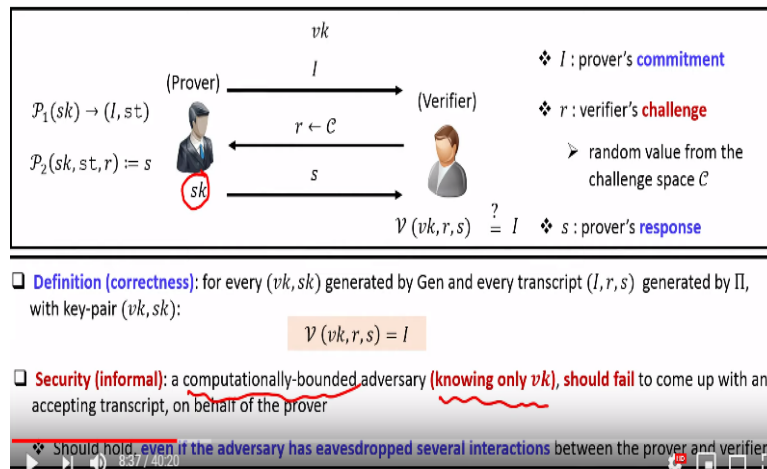 vk
I
(Prover)
(Verifier)
𝒫₁(sk) → (I, st)
r ← 𝒞
𝒫₂(sk, st, r) := s
s
sk
?
𝒱 (vk, r, s) = I
❖ I : prover's commitment
❖ r : verifier's challenge
➢ random value from the
challenge space 𝒞
❖ s : prover's response
❑ Definition (correctness): for every (vk, sk) generated by Gen and every transcript (I, r, s) generated by Π,
with key-pair (vk, sk):
𝒱 (vk, r, s) = I
❑ Security (informal): a computationally-bounded adversary (knowing only vk), should fail to come up with an
accepting transcript, on behalf of the prover
❖ Should hold, even if the adversary has eavesdropped several interactions between the prover and verifier
8:37 / 40:20
HD